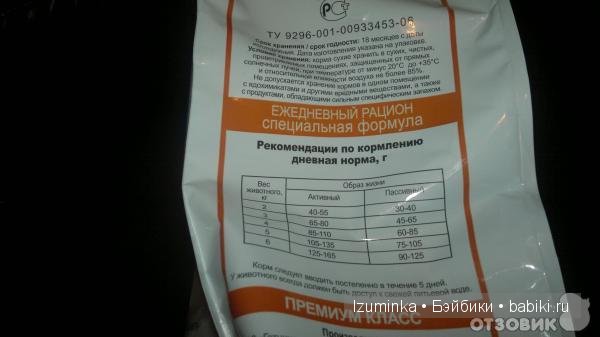 РС
ТУ 9296-001-00933453-06
Срок хранения / срок годности: 18 месяцев с даты
изготовления. Дата изготовления указана на упаковке.
Условия хранения: корма сухие хранить в сухих, чистых,
проветриваемых помещениях, защищенных от прямых
солнечных лучей, при температуре от минус 20°С до +35°С
и относительной влажности воздуха не более 85%.
Не допускается хранение кормов в одном помещении
с ядохимикатами и другими вредными веществами, а также
с продуктами, обладающими сильным специфическим запахом.
ЕЖЕДНЕВНЫЙ РАЦИОН
специальная формула
Рекомендации по кормлению
дневная норма, г
Вес животного, кг Образ жизни
Активный Пассивный
2 40-55 30-40
3 65-80 45-65
4 85-110 60-85
5 105-135 75-105
6 125-165 90-125
Корм следует вводить постепенно в течение 5 дней.
У животного всегда должен быть доступ к свежей питьевой воде.
ПРЕМИУМ КЛАСС
Izuminka • Бэйбики • babiki.ru
ОТЗОВИК